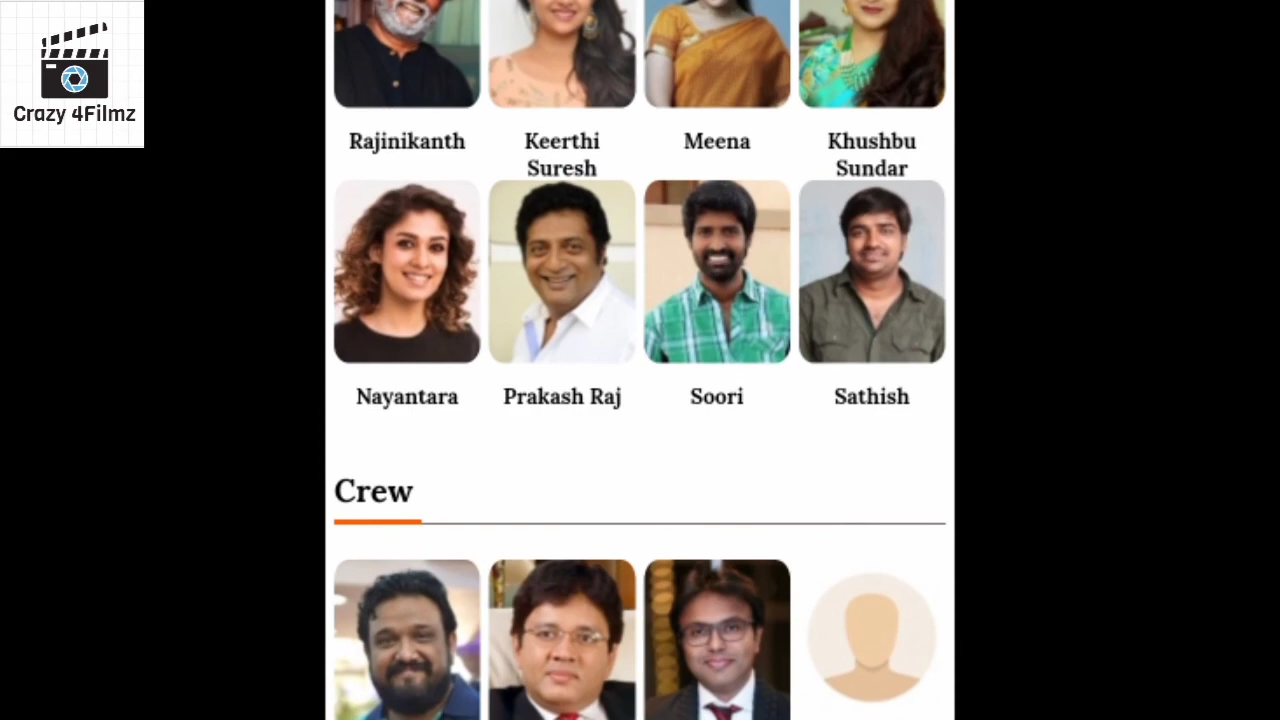 Crazy 4Filmz
Rajinikanth
Keerthi
Suresh
Meena
Khushbu
Sundar
Nayantara
Prakash Raj
Soori
Sathish
Crew